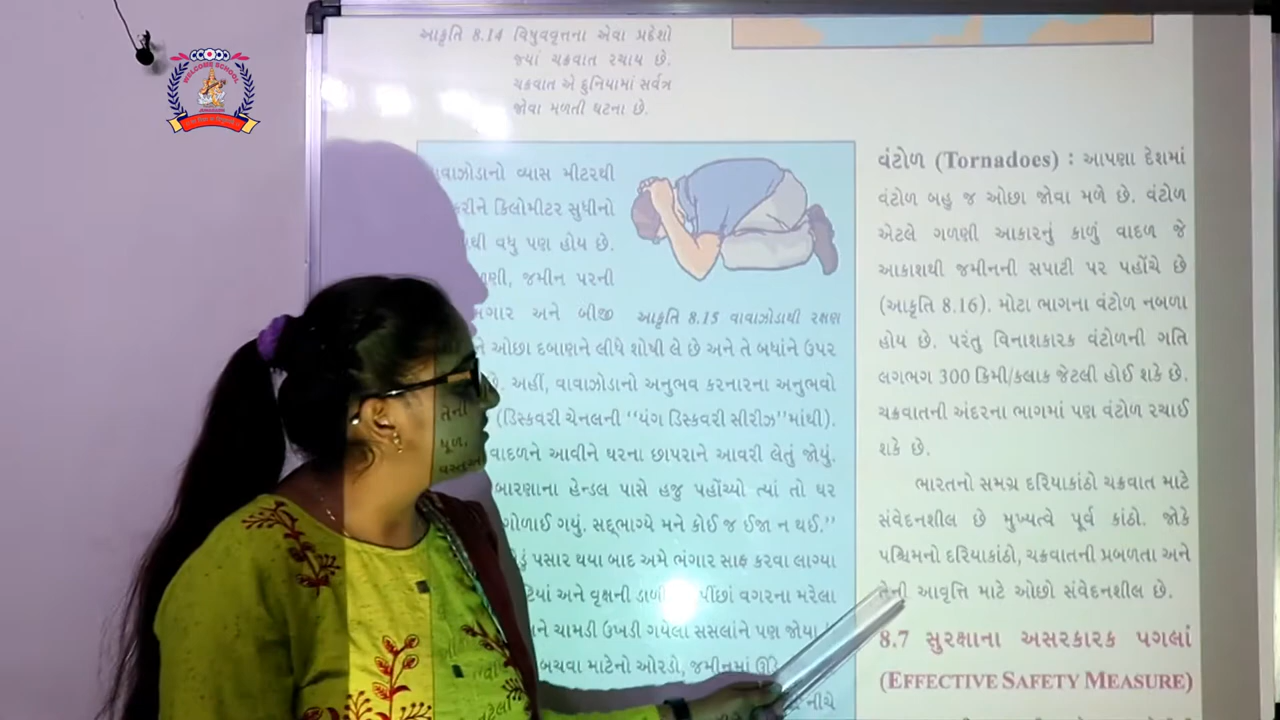 WELCOME SCHOOL
આકૃતિ 8.14 વિષુવવૃત્તના એવા પ્રદેશો
જ્યાં ચક્રવાત રચાય છે.
ચક્રવાત એ દુનિયામાં સર્વત્ર
જોવા મળતી ઘટના છે.
વાવાઝોડાનો વ્યાસ મીટરથી
કરીને કિલોમીટર સુધીનો
થી વધુ પણ હોય છે.
જમીન પરની
અને બીજી
આકૃતિ 8.15 વાવાઝોડાથી રક્ષણ
ઓછા દબાણને લીધે શોષી લે છે અને તે બધાંને ઉપર
છે. અહીં, વાવાઝોડાનો અનુભવ કરનારના અનુભવો
(ડિસ્કવરી ચેનલની "યંગ ડિસ્કવરી સીરીઝ"માંથી).
વાદળને આવીને ઘરના છાપરાને આવરી લેતું જોયું.
બારણાના હેન્ડલ પાસે હજુ પહોંચ્યો ત્યાં તો ઘર
ગોળાઈ ગયું. સદ્ભાગ્યે મને કોઈ જ ઈજા ન થઈ."
પસાર થયા બાદ અમે ભંગાર સાફ કરવા લાગ્યા
અને વૃક્ષની પીંછાં વગરના મરેલા
ચામડી ઉખડી ગયેલા સસલાંને પણ જોયા
બચવા માટેનો ઓરડો, જમીનમાં
નીચે
વંટોળ (Tornadoes) : આપણા દેશમાં
વંટોળ બહુ જ ઓછા જોવા મળે છે. વંટોળ
એટલે ગળણી આકારનું કાળું વાદળ જે
આકાશથી જમીનની સપાટી પર પહોંચે છે
(આકૃતિ 8.16). મોટા ભાગના વંટોળ નબળા
હોય છે. પરંતુ વિનાશકારક વંટોળની ગતિ
લગભગ 300 કિમી/કલાક જેટલી હોઈ શકે છે.
ચક્રવાતની અંદરના ભાગમાં પણ વંટોળ રચાઈ
શકે છે.
ભારતનો સમગ્ર દરિયાકાંઠો ચક્રવાત માટે
સંવેદનશીલ છે મુખ્યત્વે પૂર્વ કાંઠો. જોકે
પશ્ચિમનો દરિયાકાંઠો, ચક્રવાતની પ્રબળતા અને
તેની આવૃત્તિ માટે ઓછો સંવેદનશીલ છે.
8.7 સુરક્ષાના અસરકારક પગલાં
(EFFECTIVE SAFETY MEASURE)